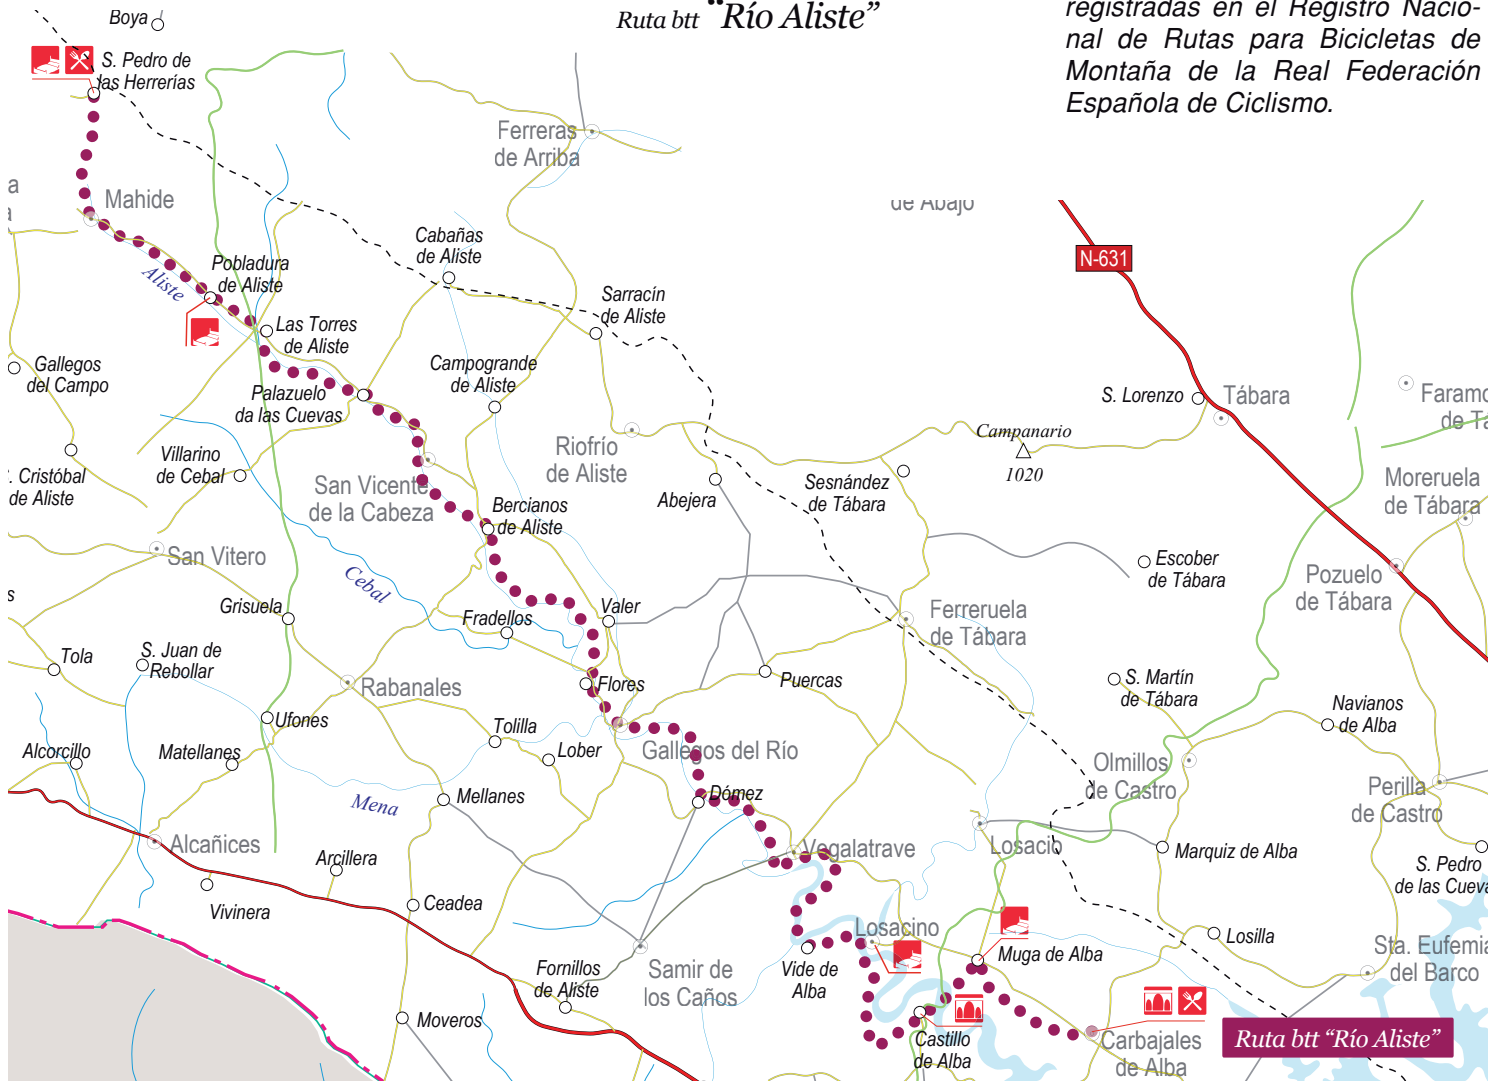 Ruta btt “Río Aliste”
registradas en el Registro Nacio-
nal de Rutas para Bicicletas de
Montaña de la Real Federación
Española de Ciclismo.
Boya
S. Pedro de
las Herrerías
Ferreras
de Arriba
Mahide
de Abajo
Cabañas
de Aliste
N-631
Pobladura
de Aliste
Aliste
Sarracín
de Aliste
Las Torres
de Aliste
Gallegos
del Campo
Campogrande
de Aliste
Palazuelo
da las Cuevas
S. Lorenzo
Tábara
Faramo
de Tá
Campanario
1020
Riofrío
de Aliste
Villarino
de Cebal
. Cristóbal
de Aliste
San Vicente
de la Cabeza
Abejera
Sesnández
de Tábara
Moreruela
de Tábara
Bercianos
de Aliste
San Vitero
Cebal
Escober
de Tábara
Pozuelo
de Tábara
s
Grisuela
Fradellos
Valer
Ferreruela
de Tábara
Tola
S. Juan de
Rebollar
Rabanales
Flores
Puercas
S. Martín
de Tábara
Navianos
de Alba
Ufones
Tolilla
Lober
Gallegos del Río
Alcorcillo
Matellanes
Olmillos
de Castro
Perilla
de Castro
Mena
Mellanes
Dómez
Alcañices
Arcillera
Vegalatrave
Losacio
Marquiz de Alba
S. Pedro
de las Cueva
Vivinera
Ceadea
Losacino
Muga de Alba
Losilla
Sta. Eufemia
del Barco
Fornillos
de Aliste
Samir de
los Caños
Vide de
Alba
Moveros
Castillo
de Alba
Carbajales
de Alba
Ruta btt “Río Aliste”